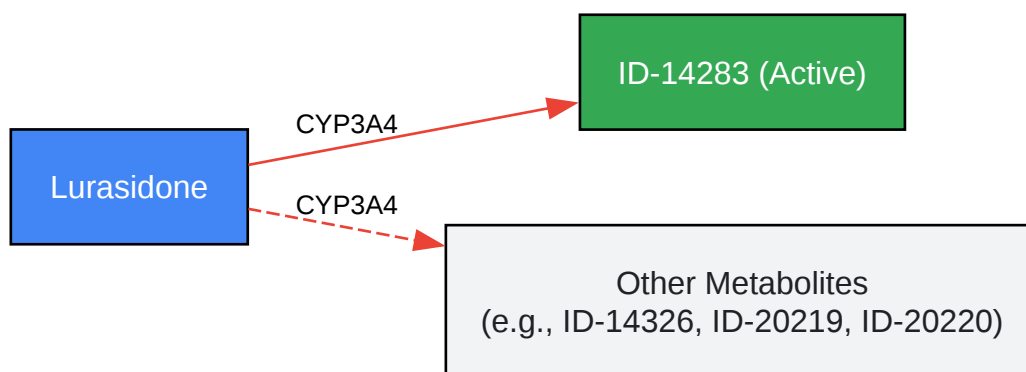 ID-14283 (Active)
CYP3A4
Lurasidone
CYP3A4
Other Metabolites
(e.g., ID-14326, ID-20219, ID-20220)